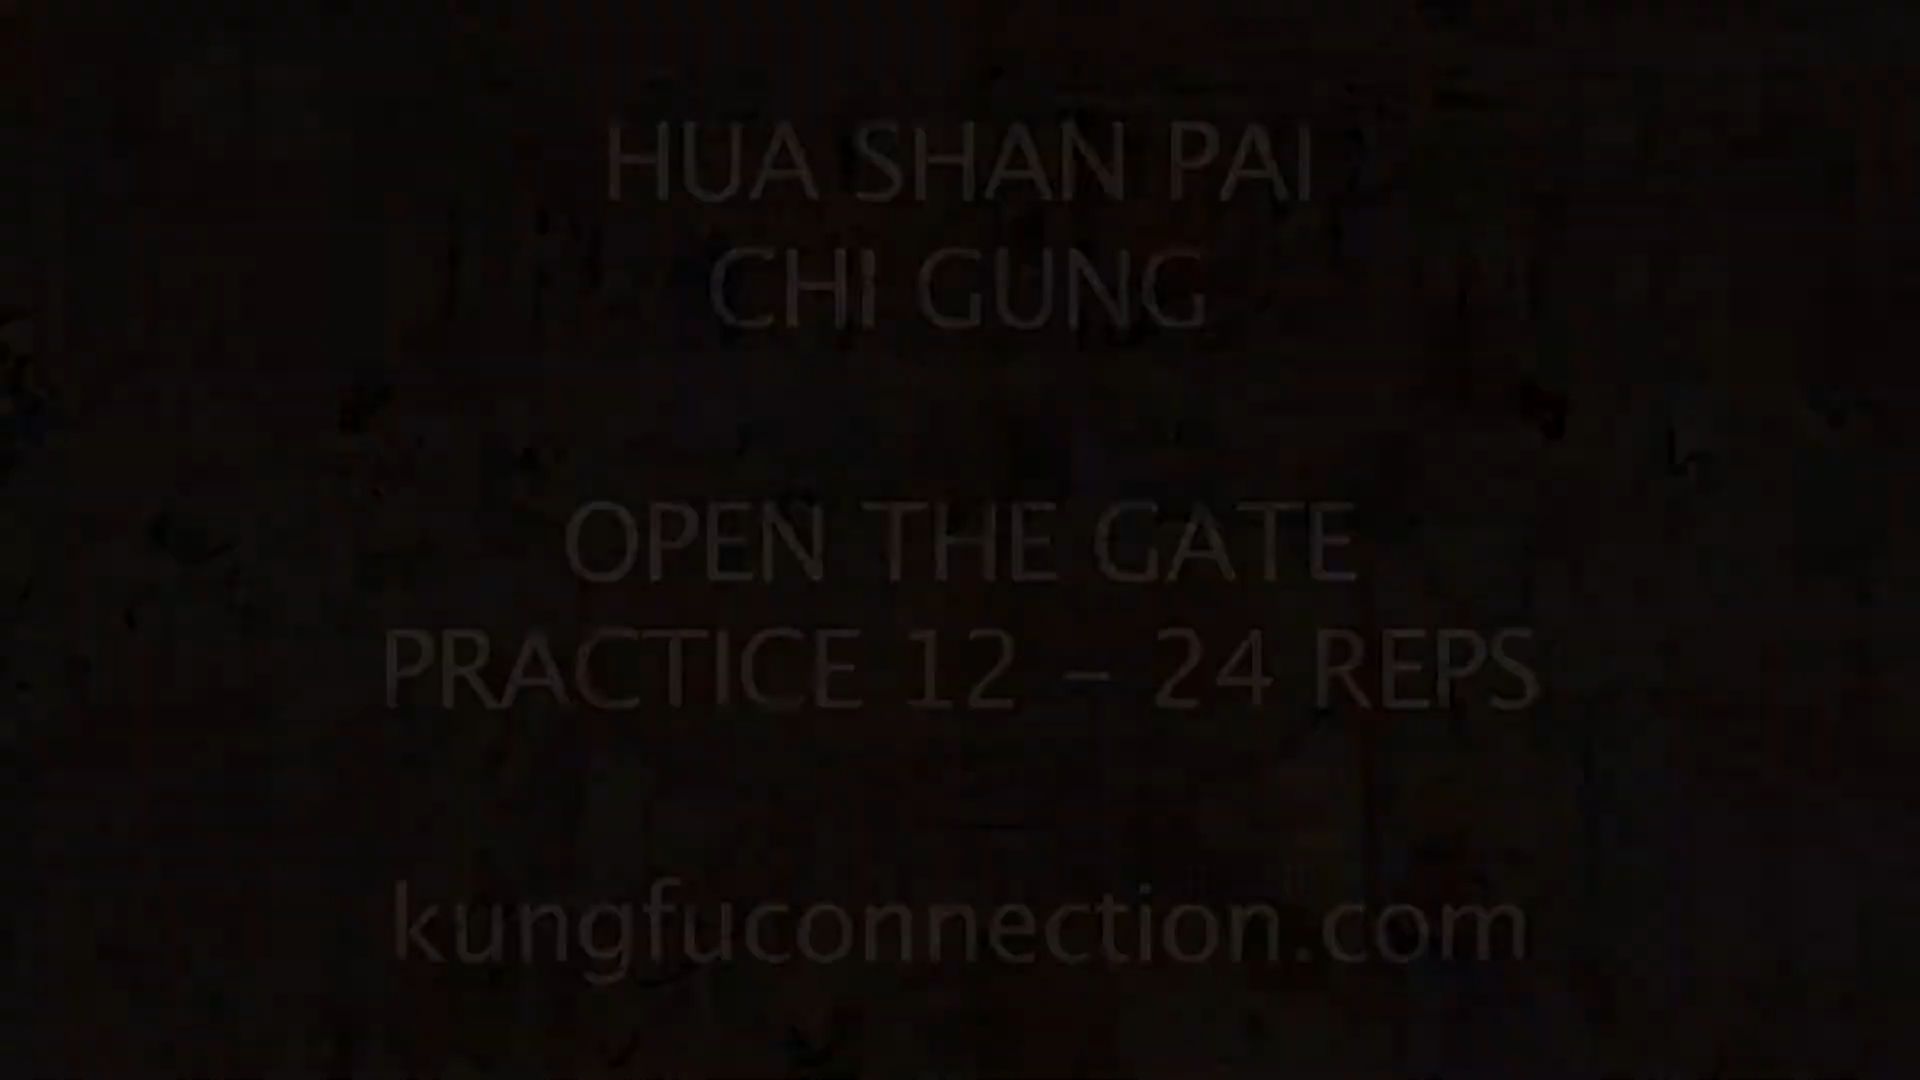 HUA SHAN PAI
CHI GUNG
OPEN THE GATE
PRACTICE 12 – 24 REPS
kungfuconnection.com